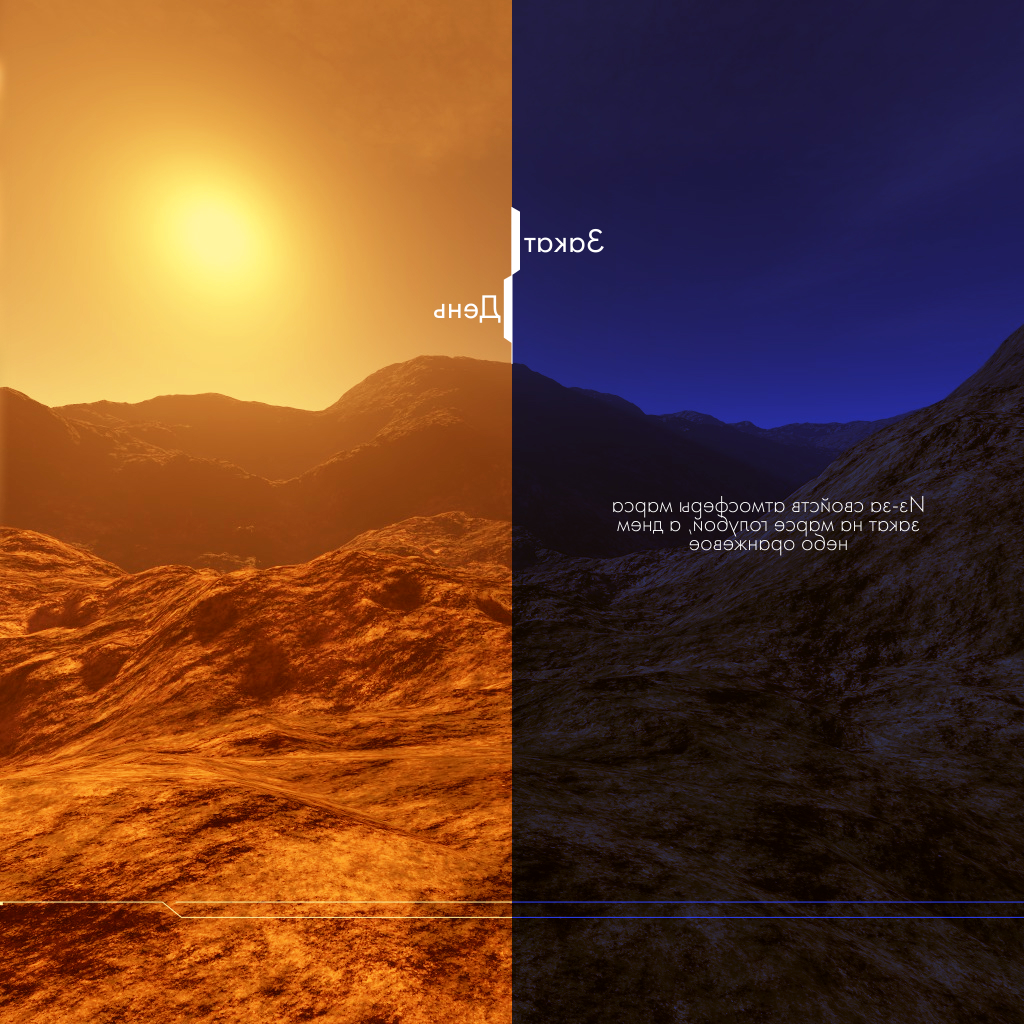 Закат
День
Из-за свойств атмосферы марса
закат на марсе голубой, а днем
небо оранжевое